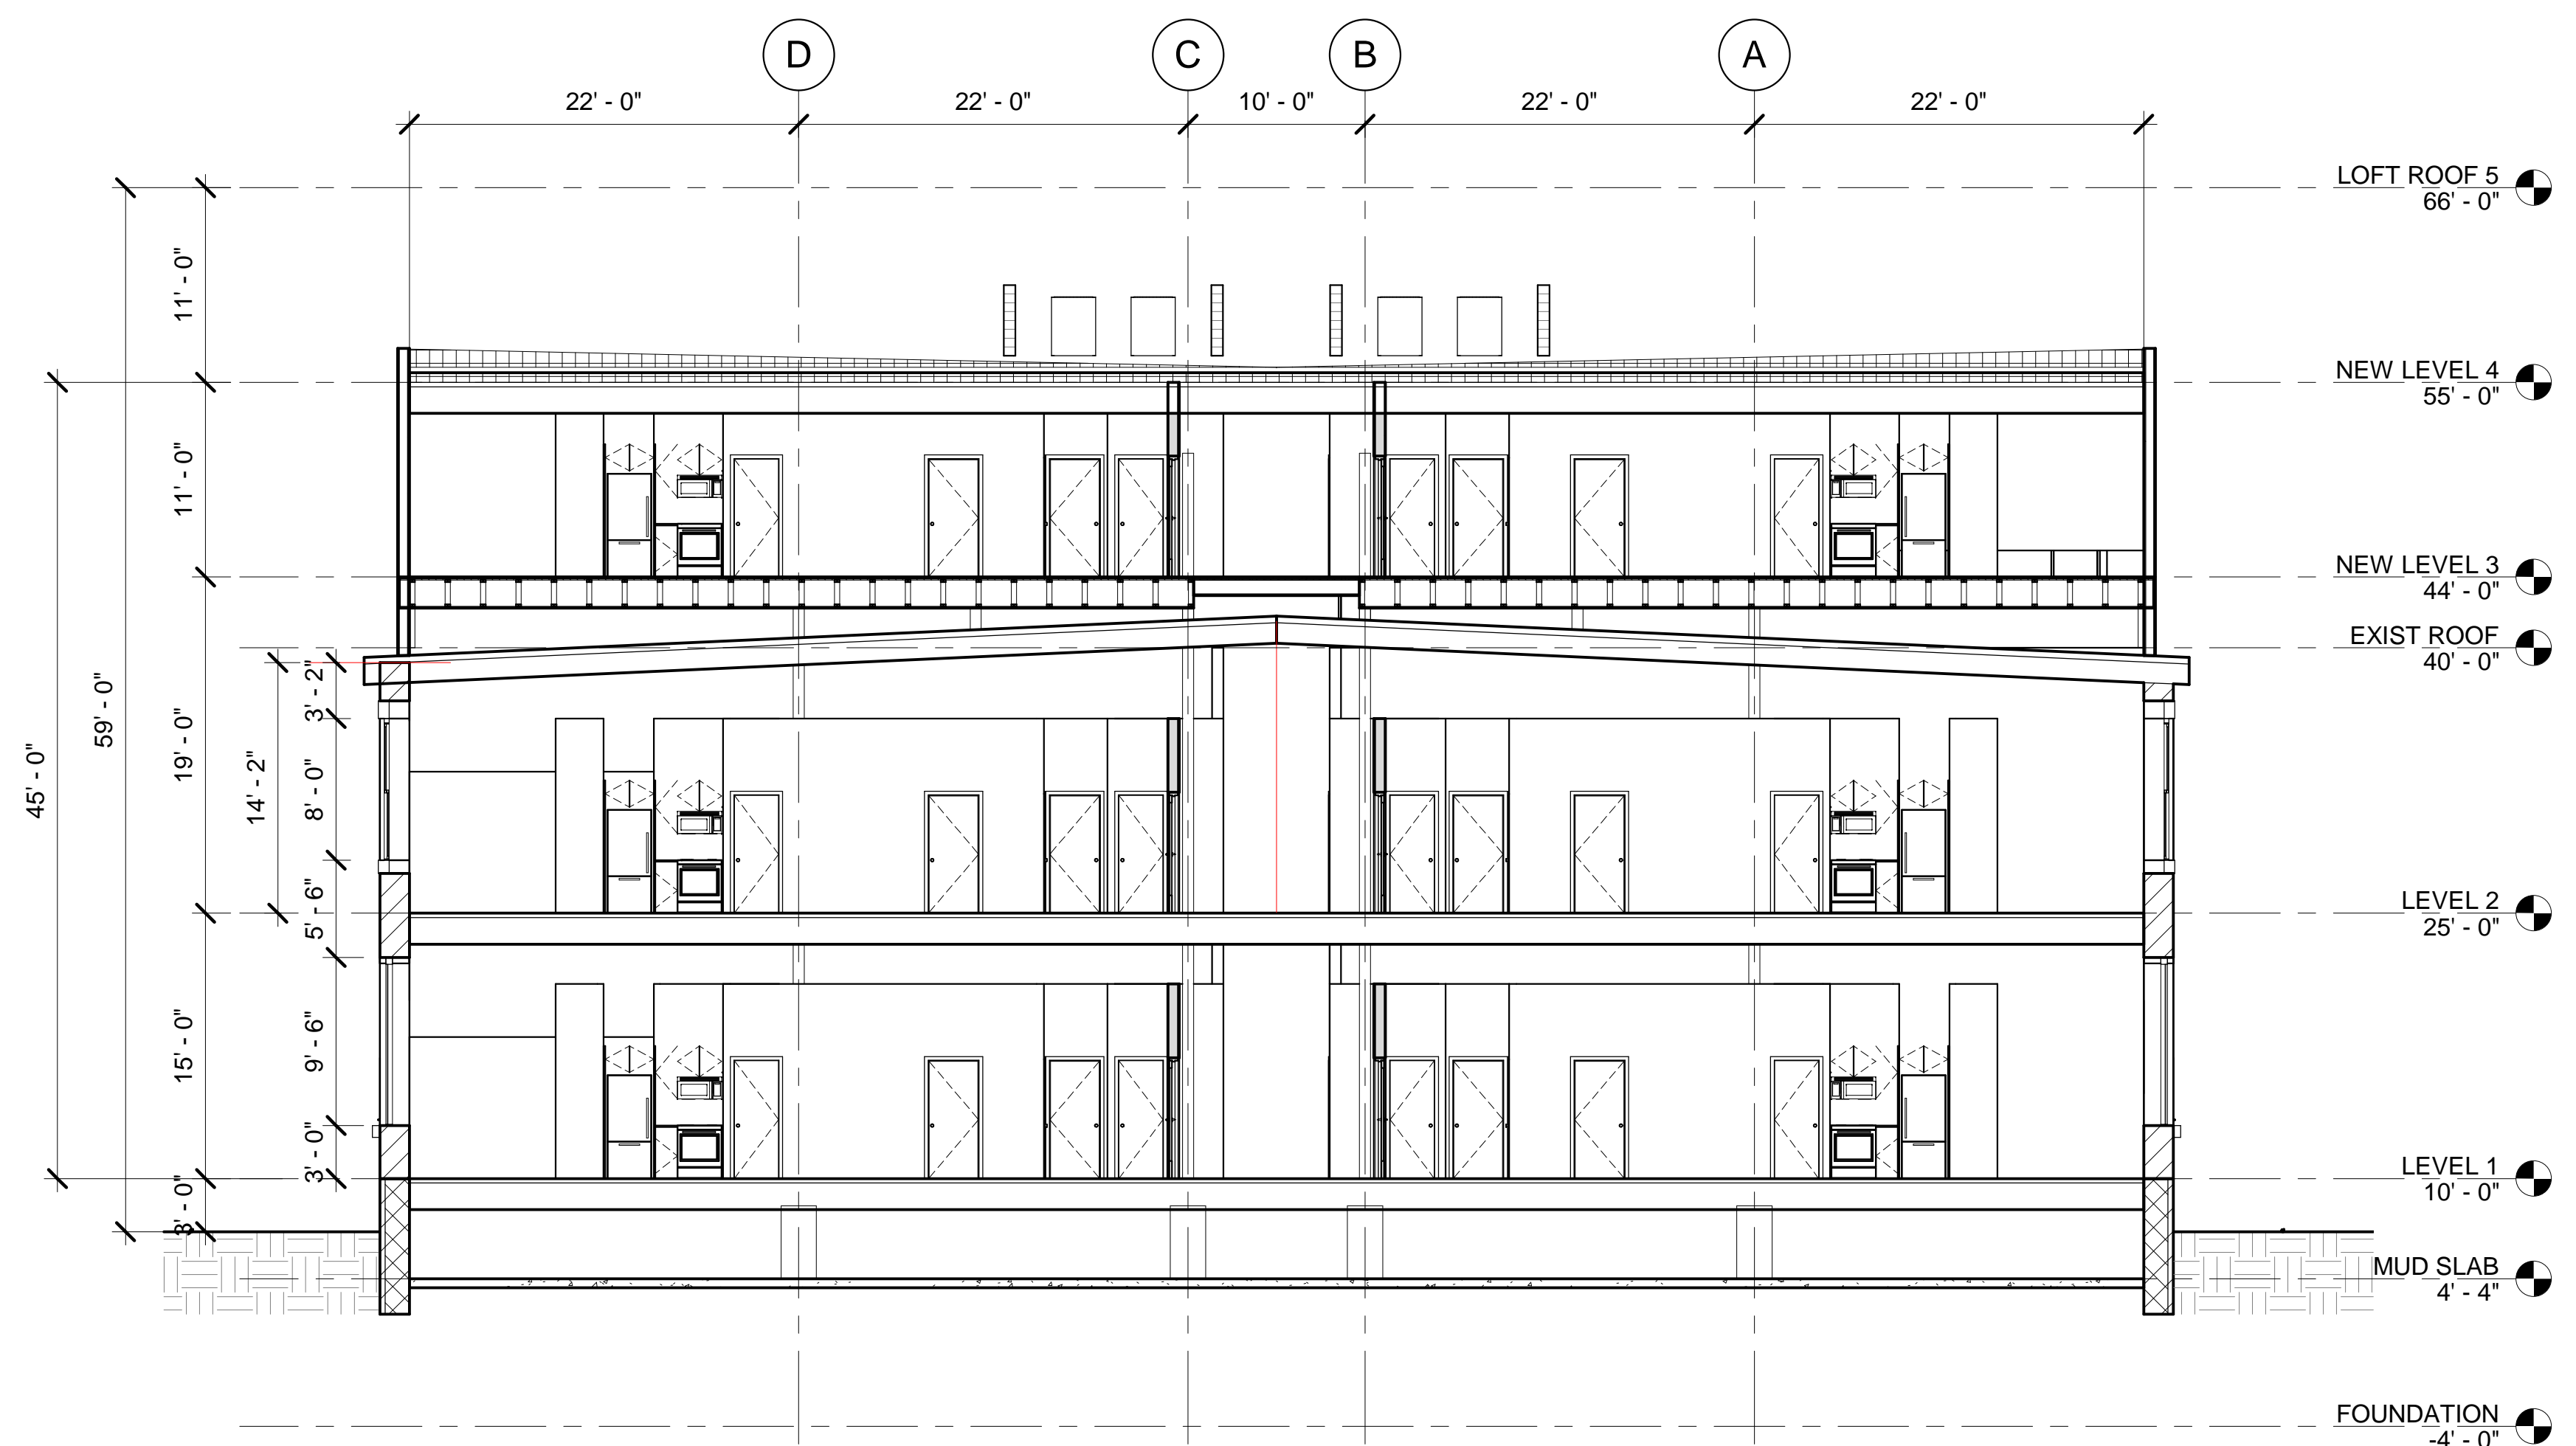 D
C
B
A
22' - 0"
22' - 0"
10' - 0"
22' - 0"
22' - 0"
LOFT ROOF 5
66' - 0"
NEW LEVEL 4
55' - 0"
NEW LEVEL 3
44' - 0"
EXIST ROOF
40' - 0"
LEVEL 2
25' - 0"
LEVEL 1
10' - 0"
MUD SLAB
4' - 4"
FOUNDATION
-4' - 0"
45' - 0"
59' - 0"
11' - 0"
11' - 0"
19' - 0"
15' - 0"
3' - 0"
14' - 2"
3' - 2"
8' - 0"
5' - 6"
9' - 6"
3' - 0"